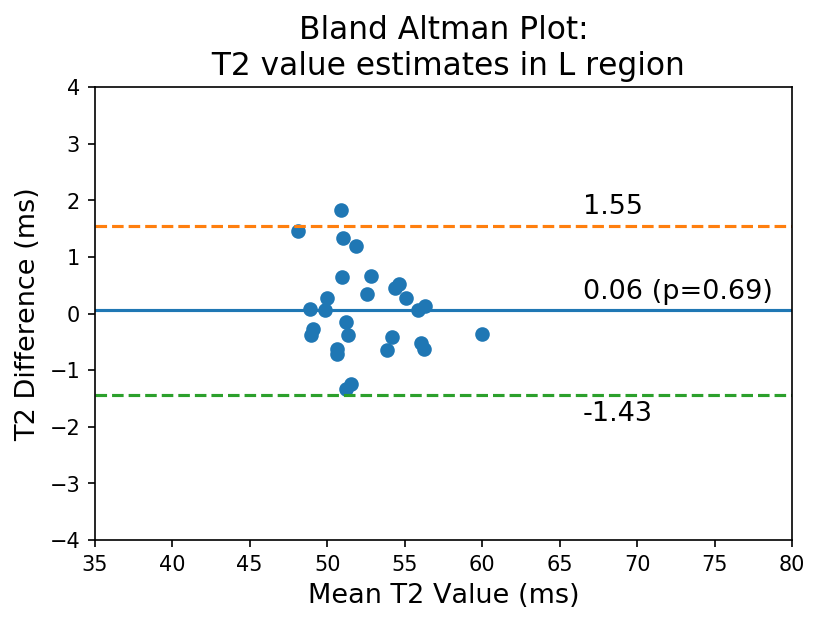 Bland Altman Plot:
T2 value estimates in L region
4
3
2
1
0
−1
−2
−3
−4
T2 Difference (ms)
1.55
0.06 (p=0.69)
-1.43
35 40 45 50 55 60 65 70 75 80
Mean T2 Value (ms)